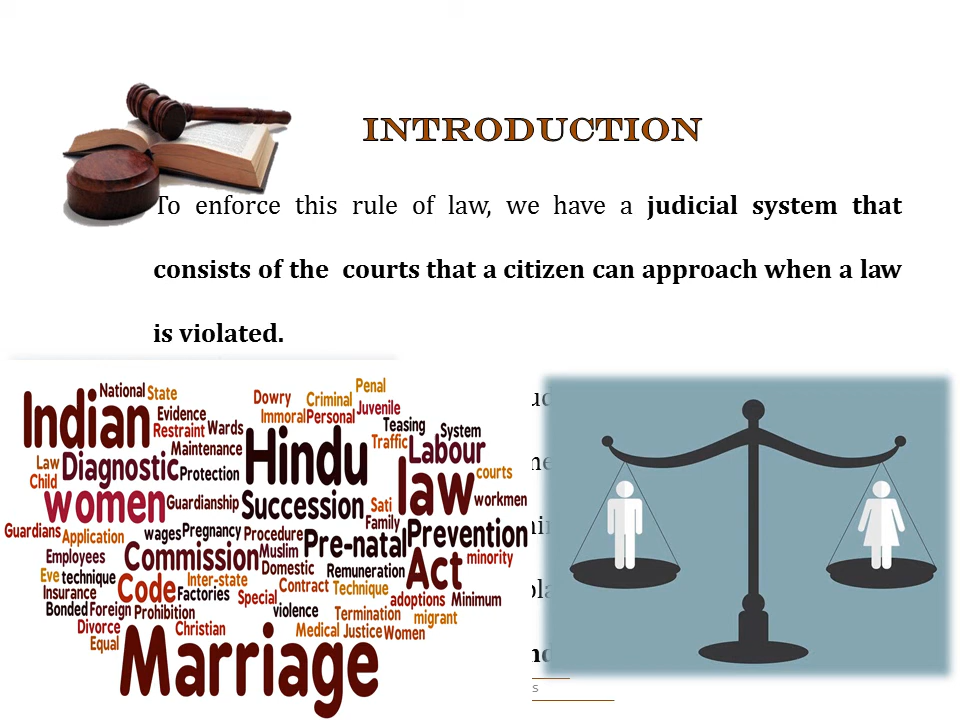 INTRODUCTION
To enforce this rule of law, we have a judicial system that
consists of the courts that a citizen can approach when a law
is violated.
National State
Indian
Evidence
Restraint Wards
Maintenance
Law
Child
Diagnostic
Protection
women
Guardianship
Guardians
Application
wages Pregnancy Procedure
Employees
Commission
Muslim
Eve technique
Insurance
Code
Inter-state
Factories
Special
Bonded Foreign Prohibition
Divorce
Equal
Christian
Marriage
Dowry
Criminal
Penal
Immoral Personal
Juvenile
Teasing
System
Traffic
Labour
Hindu
law
courts
workmen
Succession
Sati
Family
Pre-natal
Prevention
Domestic
Remuneration
Act
minority
Contract
Technique
adoptions
Minimum
violence
Termination
migrant
Medical Justice Women
s